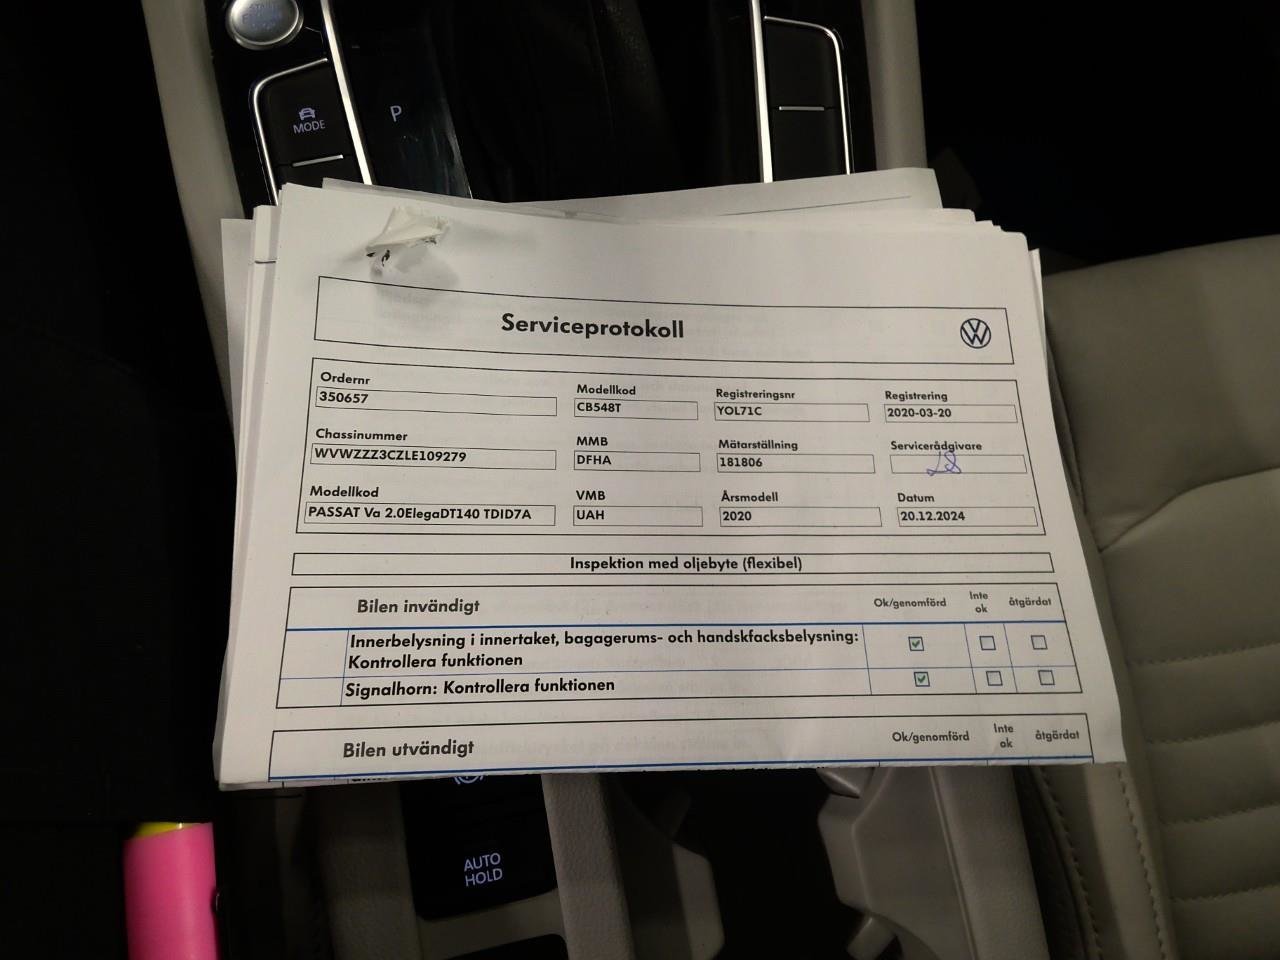 MODE
P
Serviceprotokoll
Ordernr Modellkod Registreringsnr Registrering
350657 CB548T YOL71C 2020-03-20
Chassinummer MMB Mätarställning Servicerådgivare
WVWZZZ3CZLE109279 DFHA 181806
Modellkod VMB Årsmodell Datum
PASSAT Va 2.0ElegaDT140 TDID7A UAH 2020 20.12.2024
Inspektion med oljebyte (flexibel)
Bilen invändigt Ok/genomförd Inte ok åtgärdat
Innerbelysning i innertaket, bagagerums- och handskfacksbelysning:
Kontrollera funktionen
Signalhorn: Kontrollera funktionen
Bilen utvändigt Ok/genomförd Inte ok åtgärdat
AUTO
HOLD